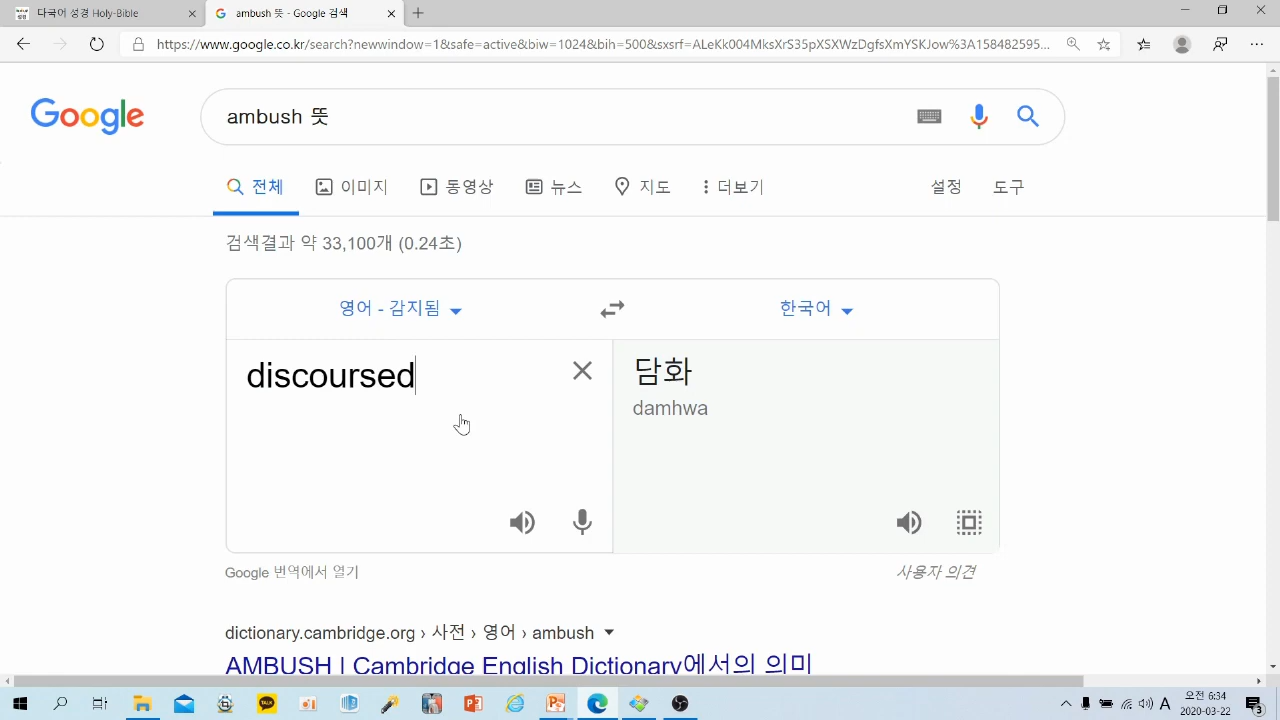 다국어 성경 Holy-Bible
ambush 뜻 - Google 검색
https://www.google.co.kr/search?newwindow=1&safe=active&biw=1024&bih=500&sxsrf=ALeKk004MksXrS35pXSXWzDgfsXmYSKJow%3A158482595...
Google
ambush 뜻
전체
이미지
동영상
뉴스
지도
더보기
설정
도구
검색결과 약 33,100개 (0.24초)
영어 - 감지됨
한국어
discoursed
담화
damhwa
Google 번역에서 열기
사용자 의견
dictionary.cambridge.org › 사전 › 영어 › ambush
AMBUSH | Cambridge English Dictionary에서의 의미
TALK
A
오전 6:34
2020-03-22
3